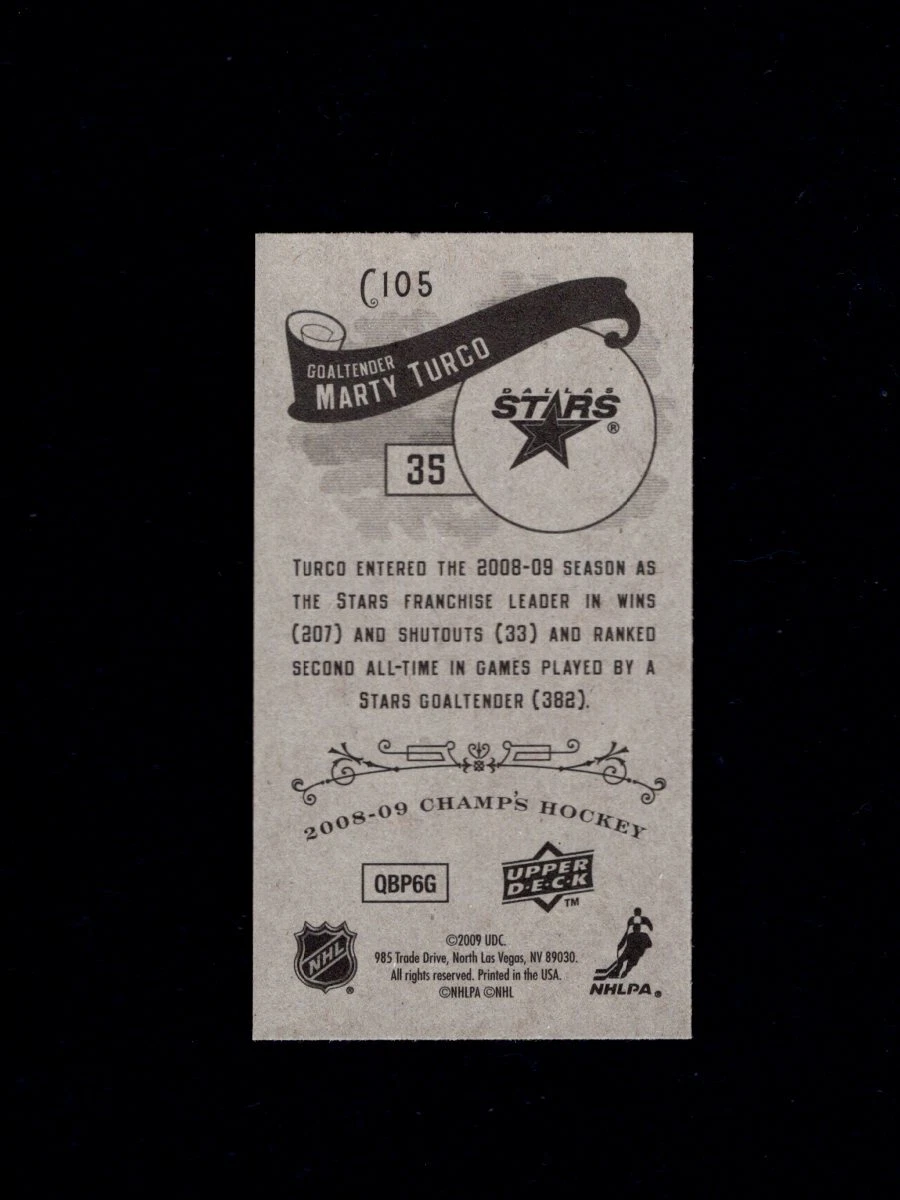 C105
GOALTENDER
MARTY TURCO
DALLAS
STARS
®
35
TURCO ENTERED THE 2008-09 SEASON AS
THE STARS FRANCHISE LEADER IN WINS
(207) AND SHUTOUTS (33) AND RANKED
SECOND ALL-TIME IN GAMES PLAYED BY A
STARS GOALTENDER (382).
2008-09 CHAMP'S HOCKEY
QBP6G
UPPER
D·E·C·K
TM
NHL
®
©2009 UDC.
985 Trade Drive, North Las Vegas, NV 89030.
All rights reserved. Printed in the USA.
©NHLPA ©NHL
NHLPA®